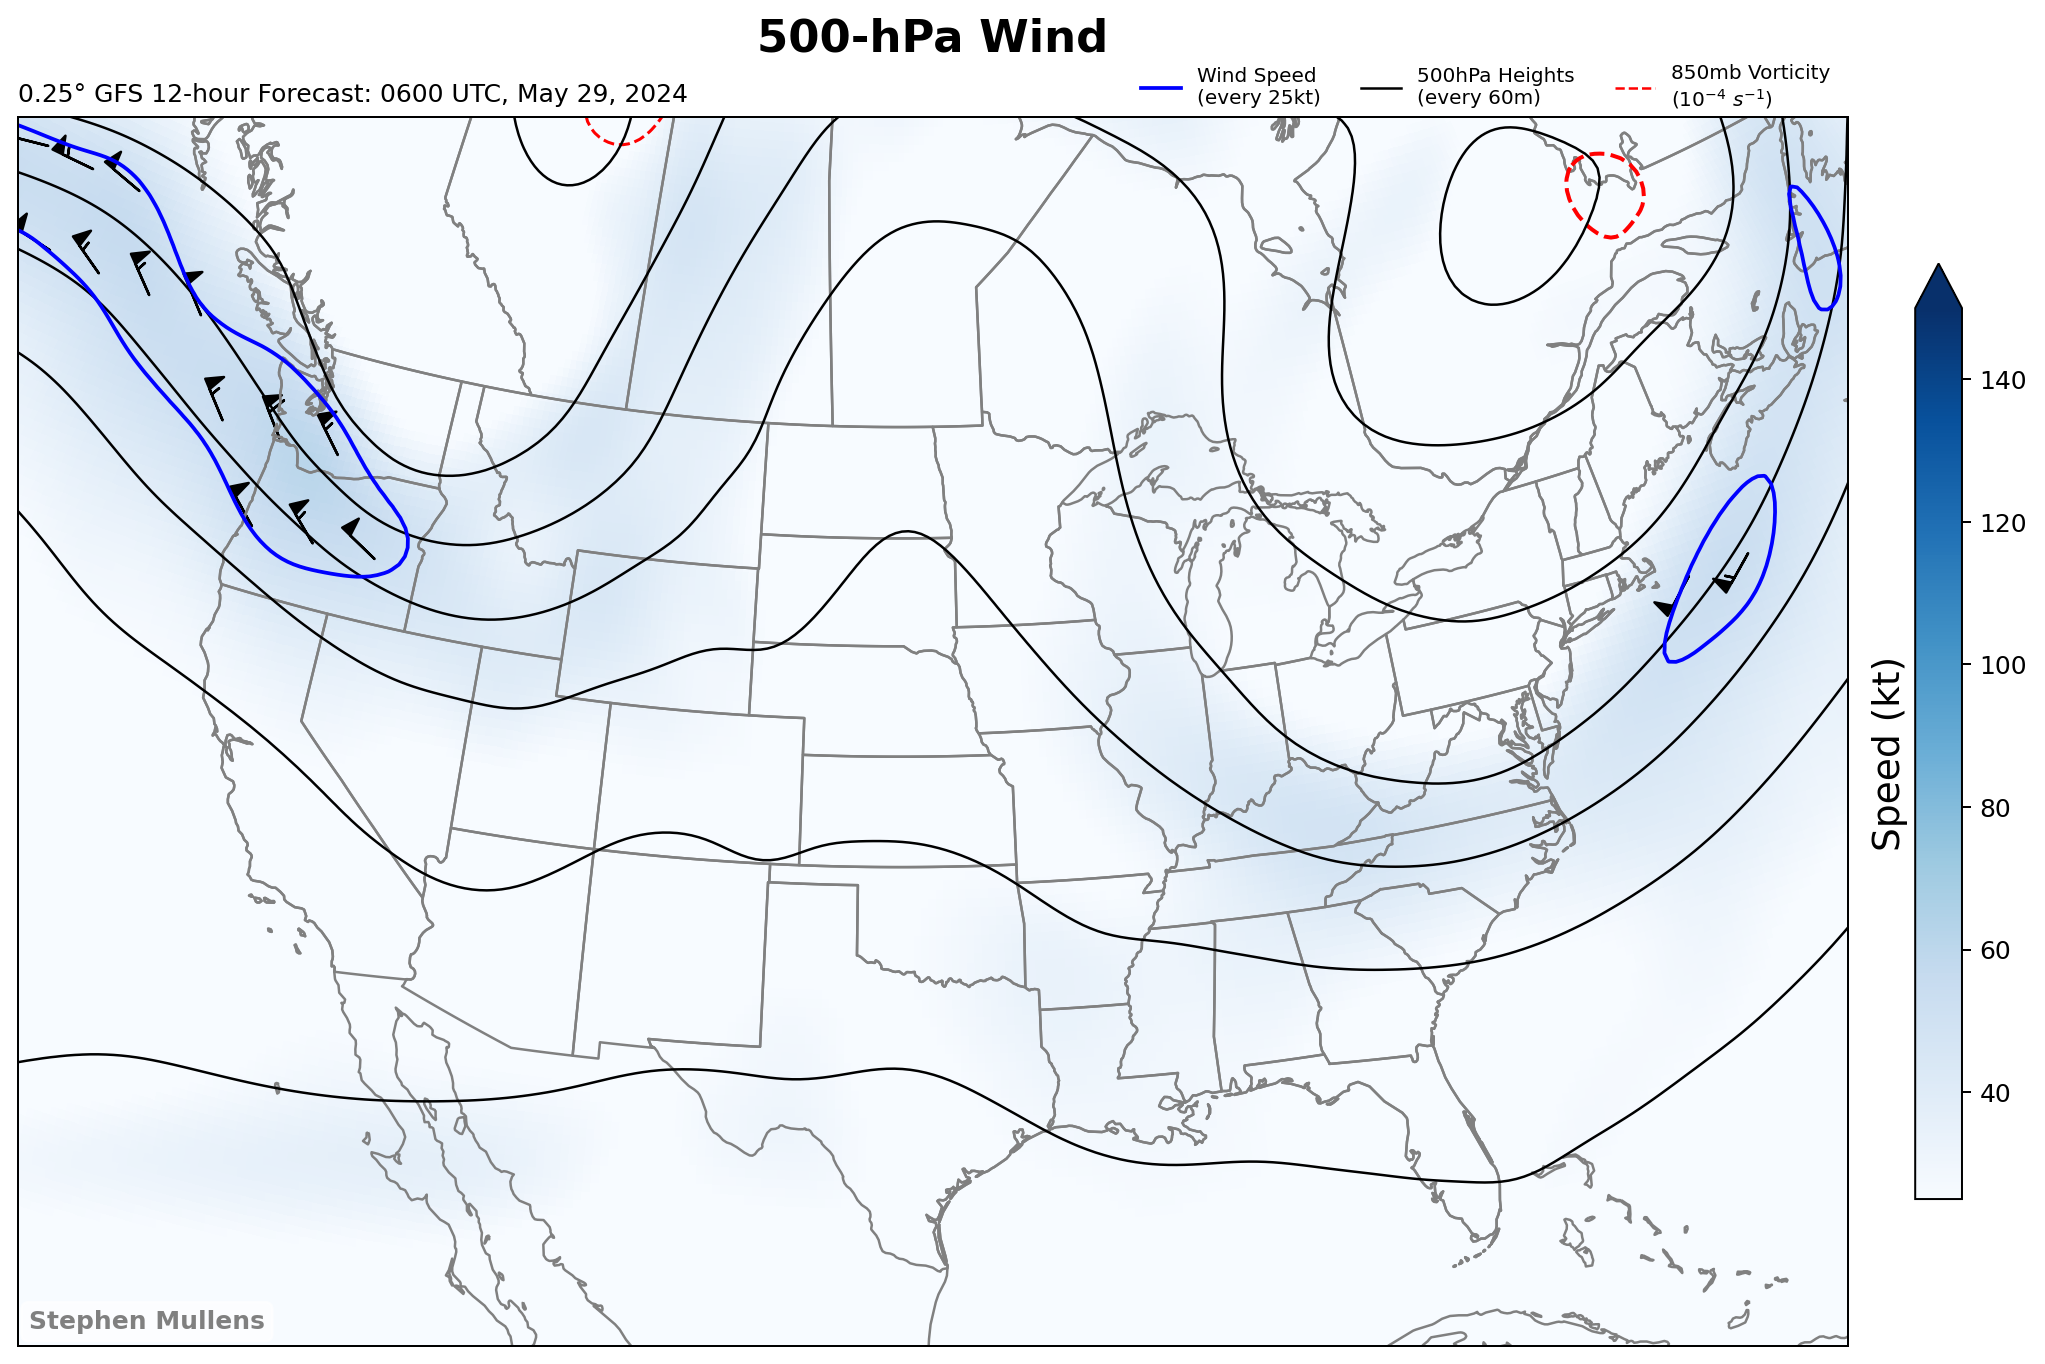 500-hPa Wind
0.25° GFS 12-hour Forecast: 0600 UTC, May 29, 2024
Wind Speed
(every 25kt)
500hPa Heights
(every 60m)
850mb Vorticity
(10⁻⁴ s⁻¹)
140
120
100
80
60
40
Speed (kt)
Stephen Mullens